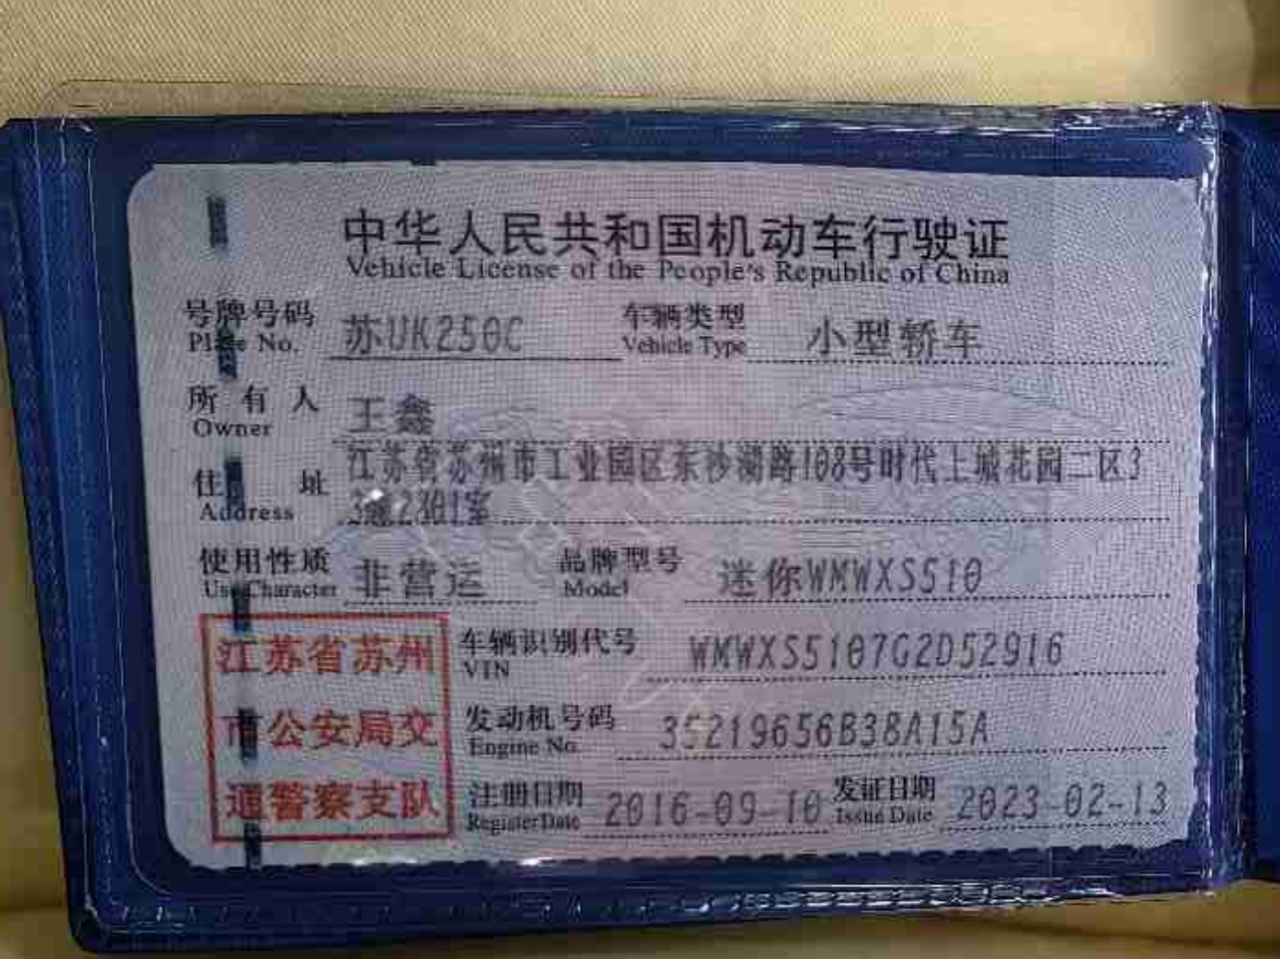 中华人民共和国机动车行驶证
Vehicle License of the People's Republic of China
号牌号码 苏UK250C 车辆类型 小型轿车
Plate No. Vehicle Type
所有人 王鑫
Owner
住址 江苏省苏州市工业园区东沙湖路108号时代上城花园二区3
Address 3幢2301室
使用性质 非营运 品牌型号 迷你WMWXS510
Use Character Model
江苏省苏州 车辆识别代号 WMWXS5107G2D52916
VIN
市公安局交 发动机号码 35219656B38A15A
Engine No.
通警察支队 注册日期 2016-09-10 发证日期 2023-02-13
Register Date Issue Date